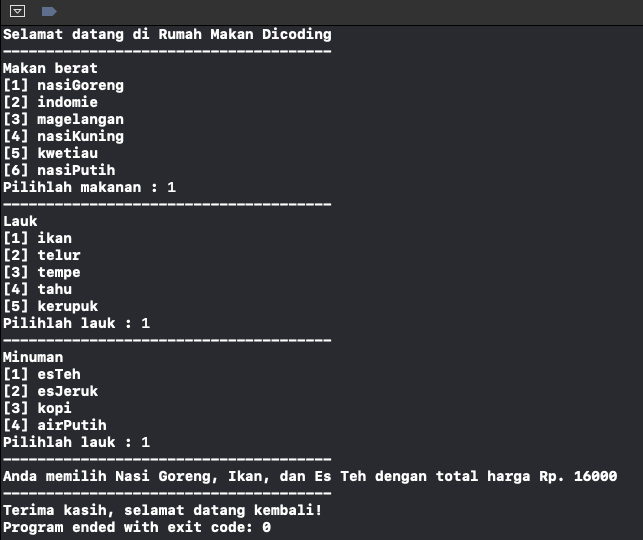 Selamat datang di Rumah Makan Dicoding
--------------------------------------
Makan berat
[1] nasiGoreng
[2] indomie
[3] magelangan
[4] nasiKuning
[5] kwetiau
[6] nasiPutih
Pilihlah makanan : 1
--------------------------------------
Lauk
[1] ikan
[2] telur
[3] tempe
[4] tahu
[5] kerupuk
Pilihlah lauk : 1
--------------------------------------
Minuman
[1] esTeh
[2] esJeruk
[3] kopi
[4] airPutih
Pilihlah lauk : 1
--------------------------------------
Anda memilih Nasi Goreng, Ikan, dan Es Teh dengan total harga Rp. 16000
--------------------------------------
Terima kasih, selamat datang kembali!
Program ended with exit code: 0